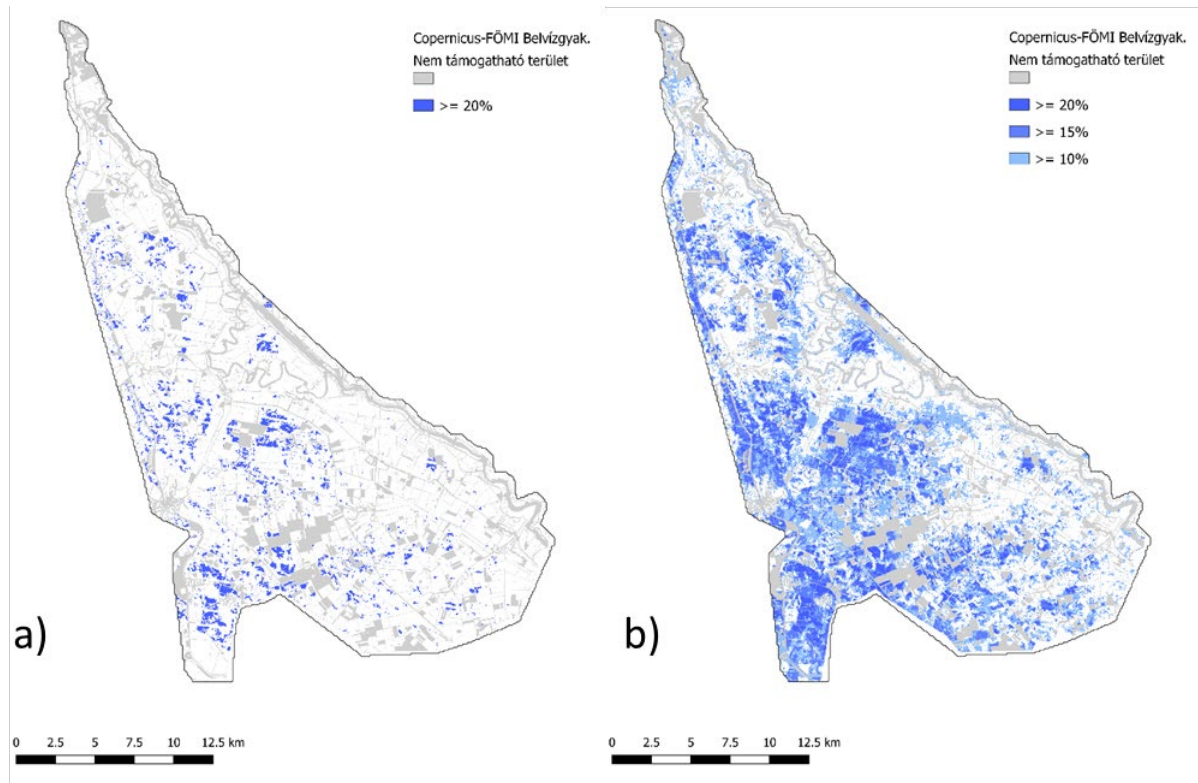 Copernicus-FÖMI Belvízgyak.
Nem támogatható terület
>= 20%
a)
0 2.5 5 7.5 10 12.5 km
Copernicus-FÖMI Belvízgyak.
Nem támogatható terület
>= 20%
>= 15%
>= 10%
b)
0 2.5 5 7.5 10 12.5 km